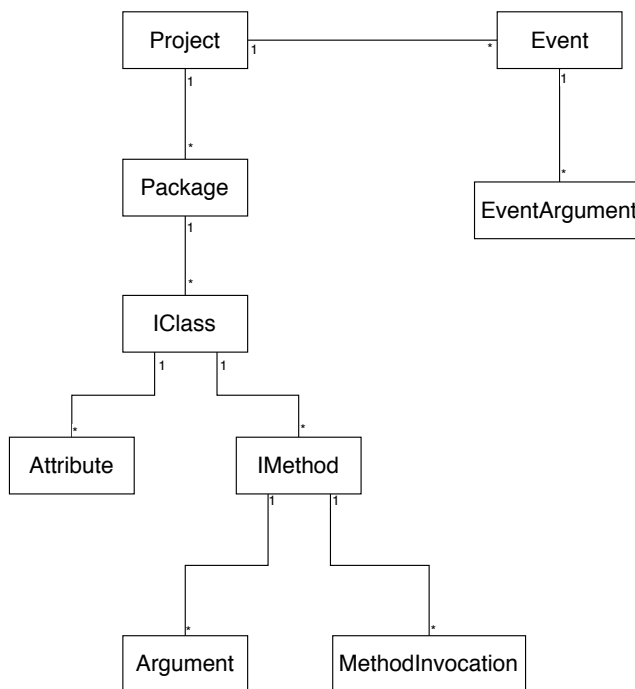 Project
1
*
Event
1
1
*
*
Package
EventArgument
1
*
IClass
1
1
*
*
Attribute
IMethod
1
1
*
*
Argument
MethodInvocation